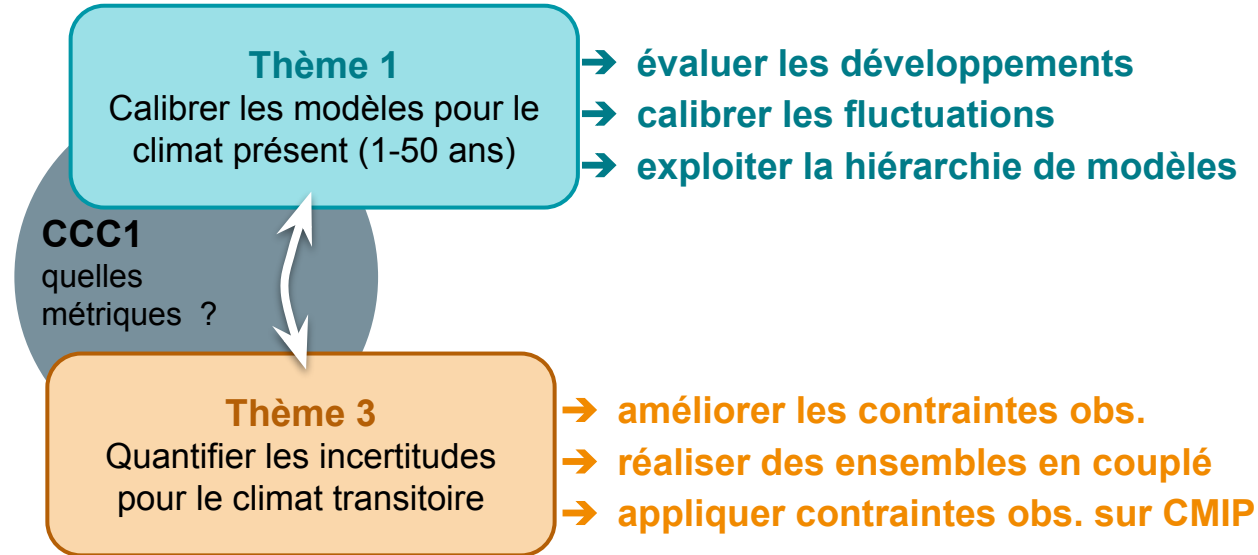 Thème 1
Calibrer les modèles pour le
climat présent (1-50 ans)
➔ évaluer les développements
➔ calibrer les fluctuations
➔ exploiter la hiérarchie de modèles
CCC1
quelles
métriques ?
Thème 3
Quantifier les incertitudes
pour le climat transitoire
➔ améliorer les contraintes obs.
➔ réaliser des ensembles en couplé
➔ appliquer contraintes obs. sur CMIP